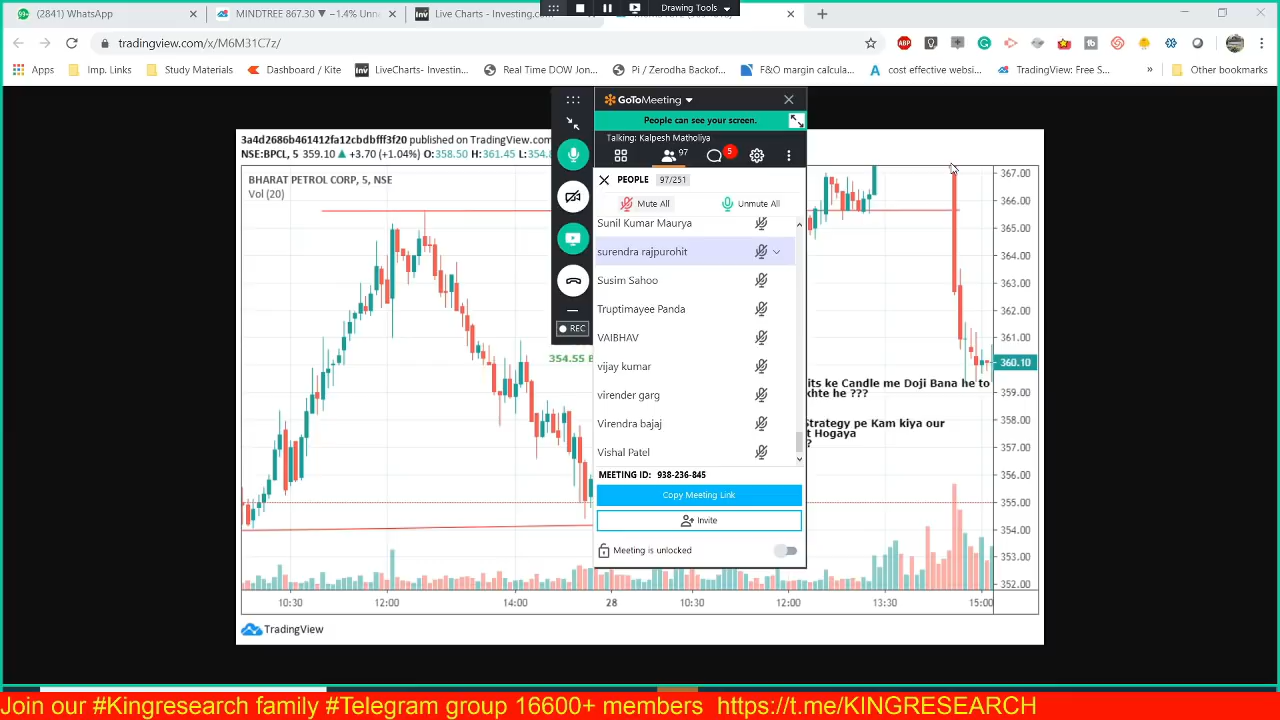 (2841) WhatsApp
MINDTREE 867.30 ▼ −1.4% Unn
Live Charts - Investing.co
Drawing Tools
tradingview.com/x/M6M31C7z/
Apps
Imp. Links
Study Materials
Dashboard / Kite
LiveCharts- Investin...
Real Time DOW Jon...
Pi / Zerodha Backof...
F&O margin calcula...
cost effective websi...
TradingView: Free S...
Other bookmarks
3a4d2686b461412fa12cbdbfff3f20 published on TradingView.com
NSE:BPCL, 5 359.10 ▲ +3.70 (+1.04%) O:358.50 H:361.45 L:354.
BHARAT PETROL CORP, 5, NSE
Vol (20)
GoToMeeting
People can see your screen.
Talking: Kalpesh Matholiya
97
5
PEOPLE 97/251
Mute All
Unmute All
Sunil Kumar Maurya
surendra rajpurohit
Susim Sahoo
Truptimayee Panda
VAIBHAV
vijay kumar
virender garg
Virendra bajaj
Vishal Patel
MEETING ID: 938-236-845
Copy Meeting Link
Invite
Meeting is unlocked
REC
354.55
its ke Candle me Doji Bana he to
khte he ???
Strategy pe Kam kiya our
t Hogaya
?
367.00
366.00
365.00
364.00
363.00
362.00
361.00
360.10
359.00
358.00
357.00
356.00
355.00
354.00
353.00
352.00
10:30
12:00
14:00
28
10:30
12:00
13:30
15:00
TradingView
Join our #Kingresearch family #Telegram group 16600+ members https://t.me/KINGRESEARCH